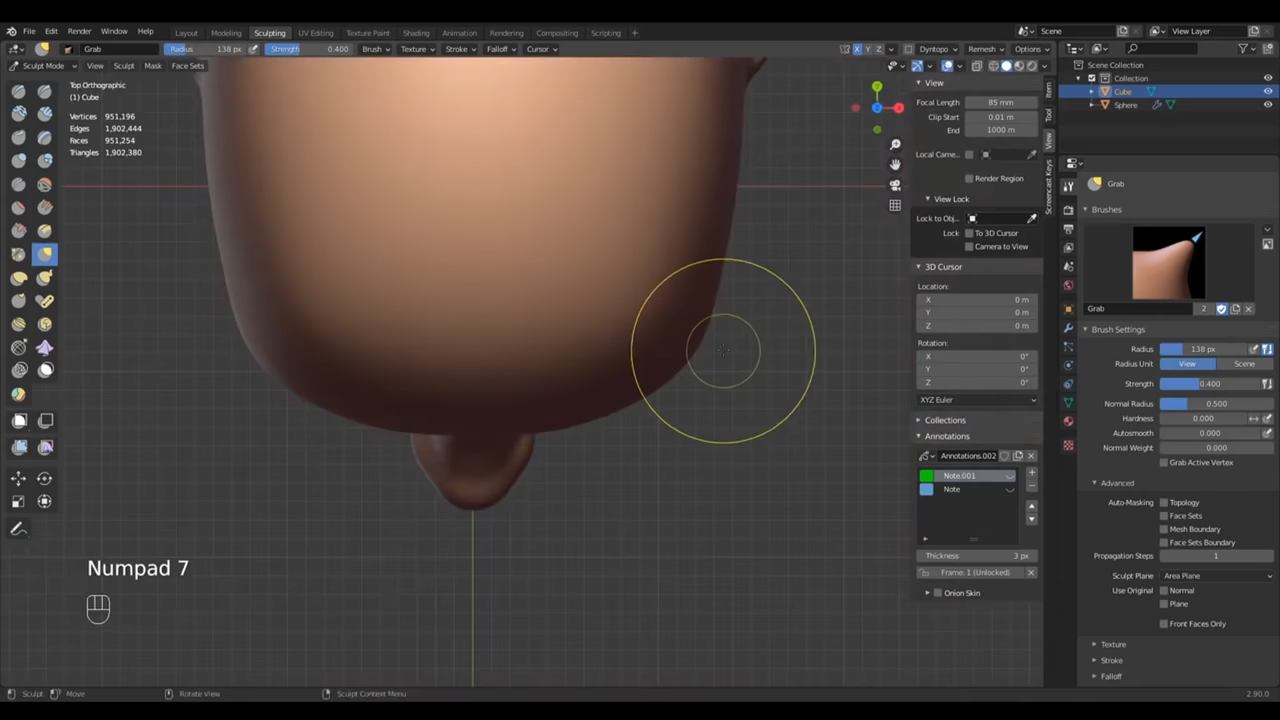 File Edit Render Window Help Layout Modeling Sculpting UV Editing Texture Paint Shading Animation Rendering Compositing Scripting + Scene View Layer
Grab Radius 138 px Strength 0.400 Brush Texture Stroke Falloff Cursor X Y Z Dyntopo Remesh Options
Sculpt Mode View Sculpt Mask Face Sets
Top Orthographic
(1) Cube
Vertices 951,196
Edges 1,902,444
Faces 951,254
Triangles 1,902,380
Numpad 7
View
Focal Length 85 mm
Clip Start 0.01 m
End 1000 m
Local Came...
Render Region
View Lock
Lock to Obj...
Lock To 3D Cursor
Camera to View
3D Cursor
Location:
X 0 m
Y 0 m
Z 0 m
Rotation:
X 0°
Y 0°
Z 0°
XYZ Euler
Collections
Annotations
Annotations.002
Note.001
Note
Thickness 3 px
Frame: 1 (Unlocked)
Onion Skin
Item
Tool
View
Screencast Keys
Scene Collection
Collection
Cube
Sphere
Grab
Brushes
Grab 2
Brush Settings
Radius 138 px
Radius Unit View Scene
Strength 0.400
Normal Radius 0.500
Hardness 0.000
Autosmooth 0.000
Normal Weight 0.000
Grab Active Vertex
Advanced
Auto-Masking Topology
Face Sets
Mesh Boundary
Face Sets Boundary
Propagation Steps 1
Sculpt Plane Area Plane
Use Original Normal
Plane
Front Faces Only
Texture
Stroke
Falloff
Sculpt Move Rotate View Sculpt Context Menu 2.90.0